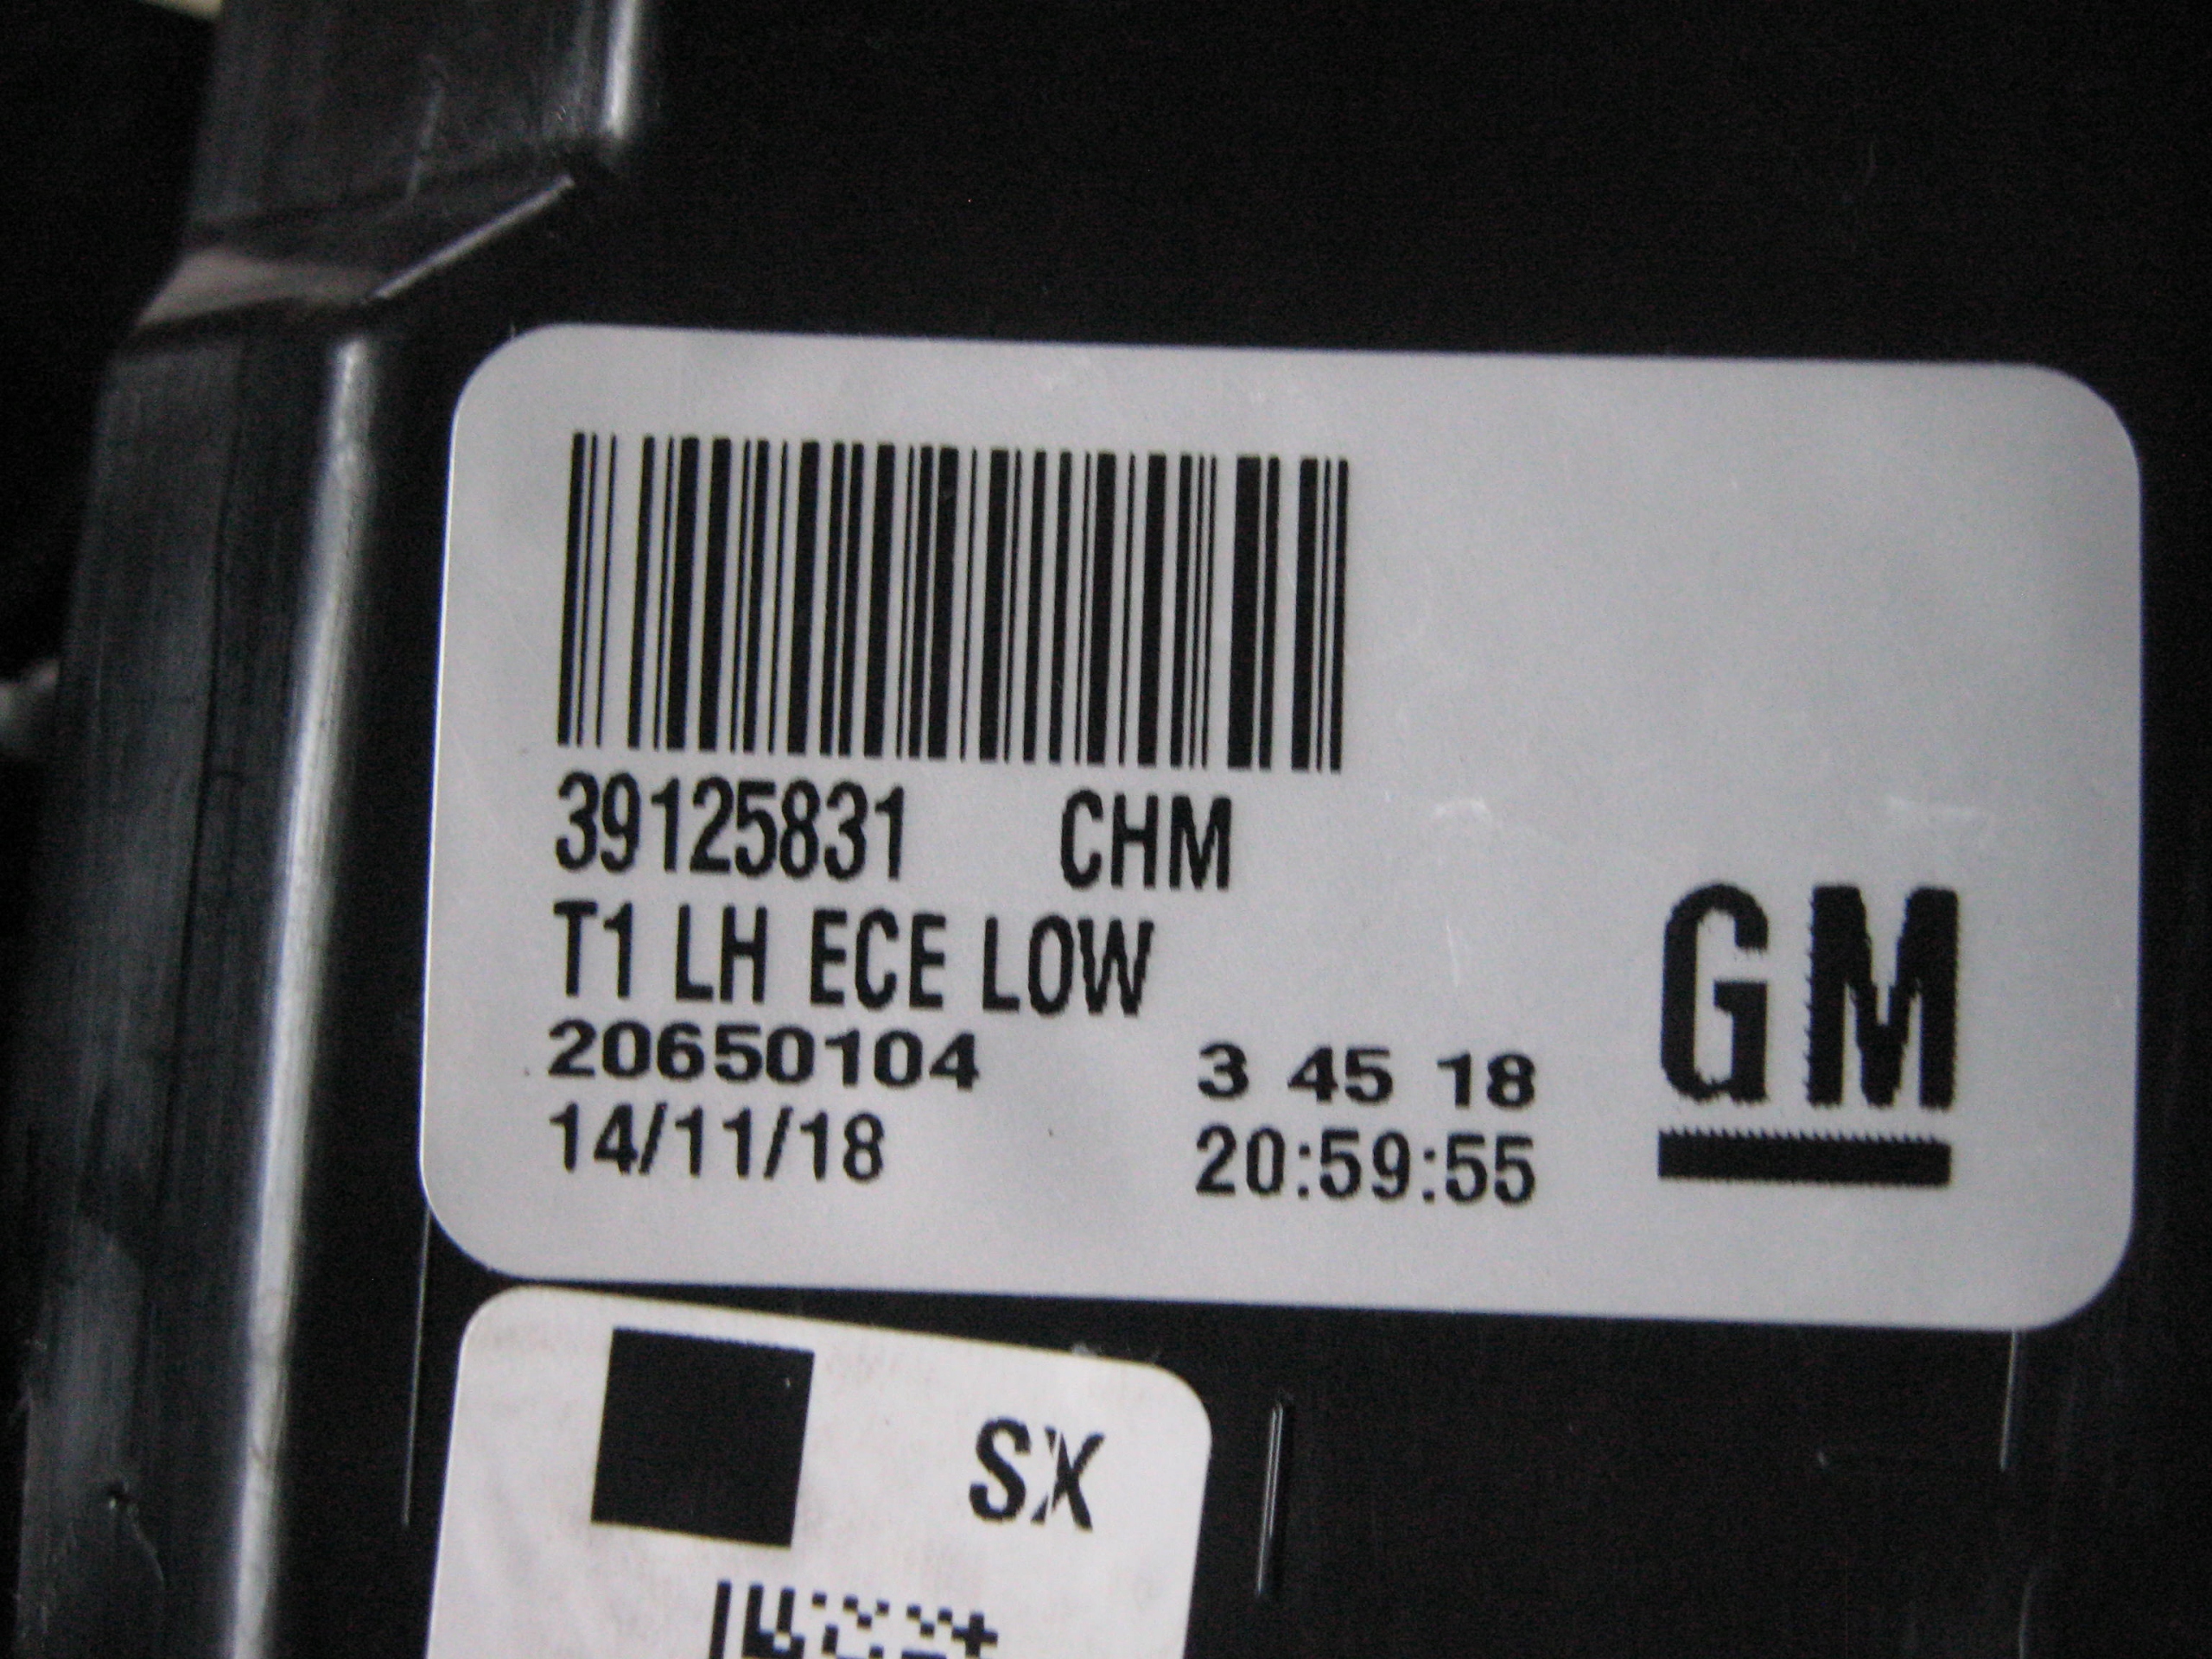 39125831 CHM
T1 LH ECE LOW
20650104 3 45 18
14/11/18 20:59:55
GM
SX